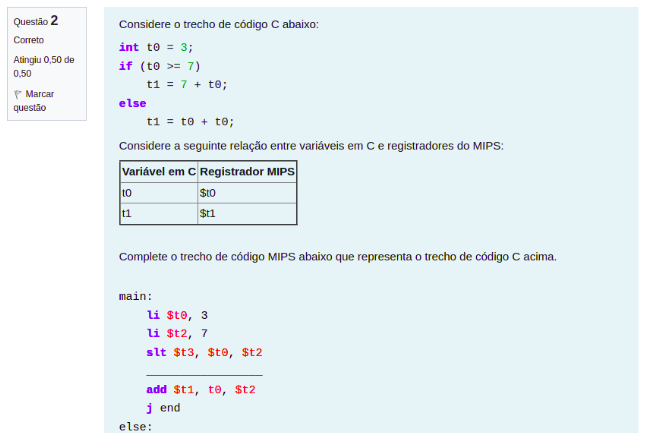 Questão 2
Correto
Atingiu 0,50 de
0,50
Marcar
questão
Considere o trecho de código C abaixo:
int t0 = 3;
if (t0 >= 7)
t1 = 7 + t0;
else
t1 = t0 + t0;
Considere a seguinte relação entre variáveis em C e registradores do MIPS:
Variável em C Registrador MIPS
t0 $t0
t1 $t1
Complete o trecho de código MIPS abaixo que representa o trecho de código C acima.
main:
li $t0, 3
li $t2, 7
slt $t3, $t0, $t2
_________________
add $t1, t0, $t2
j end
else: